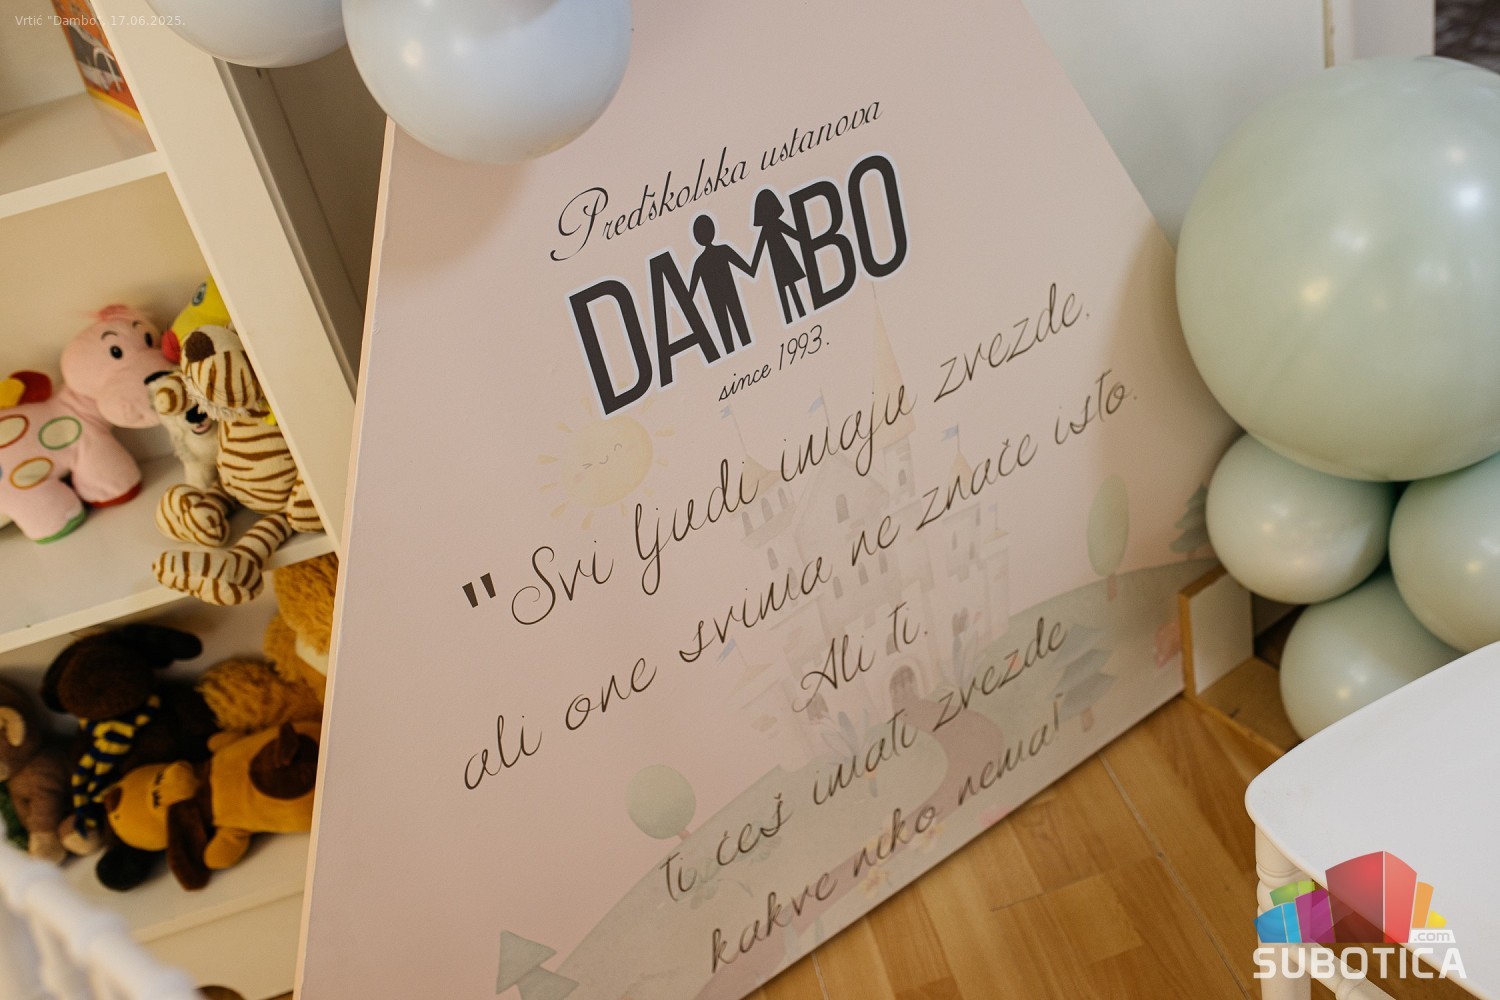 Vrtić "Dambo", 17.06.2025.
Predškolska ustanova
DAMBO
since 1993.
"Svi ljudi imaju zvezde,
ali one svima ne znače isto.
Ali ti,
ti ćeš imati zvezde
kakve niko nema!
.com
SUBOTICA